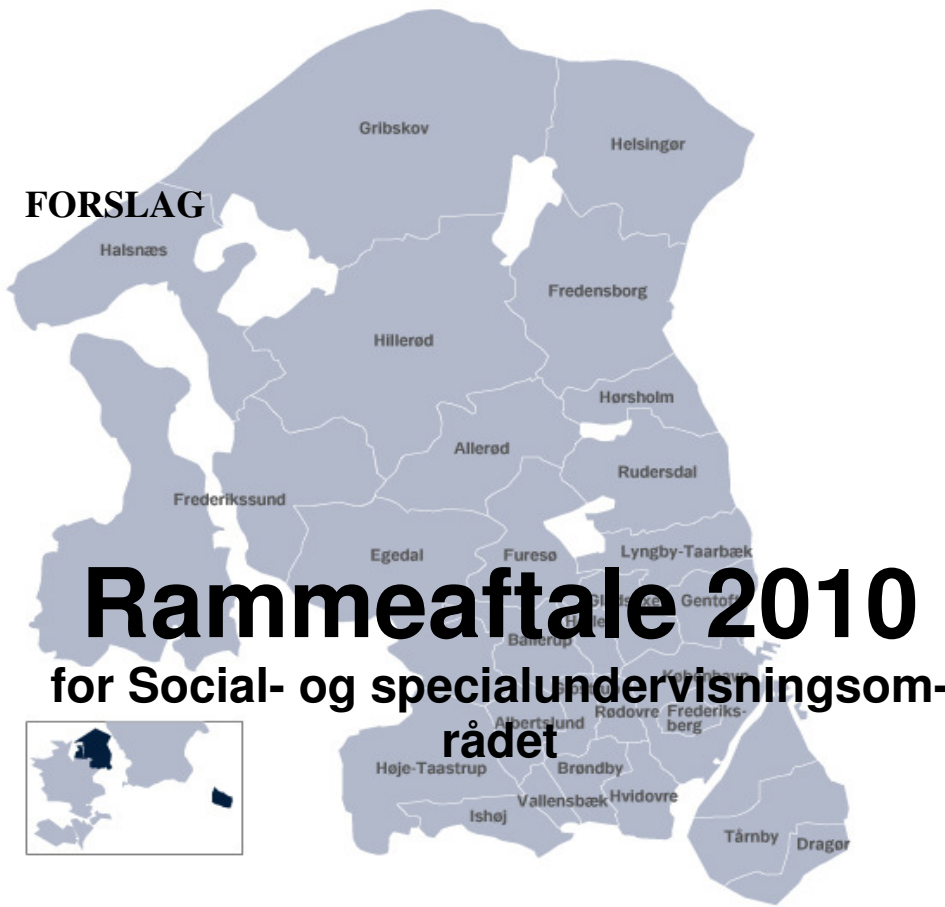 Gribskov
Helsingør
FORSLAG
Halsnæs
Fredensborg
Hillerød
Hørsholm
Allerød
Rudersdal
Frederikssund
Egedal
Furesø
Lyngby-Taarbæk
Rammeaftale 2010
Ballerup
for Social- og specialundervisningsom-
rådet
Albertslund
Rødovre
Frederiks-
berg
Høje-Taastrup
Brøndby
Vallensbæk
Hvidovre
Ishøj
Tårnby
Dragør